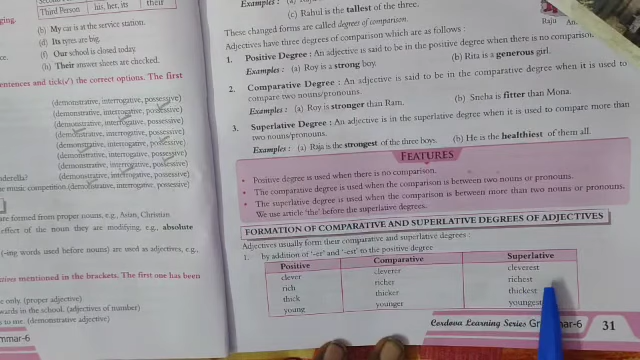 Third Person his, her, its their
(b) My car is at the service station.
(d) Its tyres are big.
(f) Our school is closed today.
(h) Their answer sheets are checked.
entences and tick(✓) the correct options. The first
(demonstrative, interrogative, possessive)
(demonstrative, interrogative, possessive)
(demonstrative, interrogative, possessive)
(demonstrative, interrogative, possessive)
(demonstrative, interrogative, possessive)
(demonstrative, interrogative, possessive)
nderella? (demonstrative, interrogative, possessive)
e music competition (demonstrative, interrogative, possessive)
are formed from proper nouns, e.g., Asian, Christian
effect of the noun they are modifying, e.g., absolute
(-ing words used before nouns) are used as adjectives, e.g.,
mentioned in the brackets. The first one has been
e only. (proper adjective)
wards in the school. (adjectives of number)
s to me. (demonstrative adjective)
mmar-6
Examples :
(c) Rahul is the tallest of the three.
These changed forms are called degrees of comparison.
Raju
Adjectives have three degrees of comparison which are as follows :
1. Positive Degree : An adjective is said to be in the positive degree when there is no comparison.
Examples : (a) Roy is a strong boy. (b) Rita is a generous girl.
2. Comparative Degree : An adjective is said to be in the comparative degree when it is used to
compare two nouns/pronouns.
Examples : (a) Roy is stronger than Ram. (b) Sneha is fitter than Mona.
3. Superlative Degree : An adjective is in the superlative degree when it is used to compare more than
two nouns/pronouns.
Examples : (a) Raja is the strongest of the three boys. (b) He is the healthiest of them all.
FEATURES
• Positive degree is used when there is no comparison.
• The comparative degree is used when the comparison is between two nouns or pronouns.
• The superlative degree is used when the comparison is between more than two nouns or pronouns.
We use article 'the' before the superlative degrees.
FORMATION OF COMPARATIVE AND SUPERLATIVE DEGREES OF ADJECTIVES
Adjectives usually form their comparative and superlative degrees :
1. by addition of '-er' and '-est' to the positive degree
Positive Comparative Superlative
clever cleverer cleverest
rich richer richest
thick thicker thickest
young younger youngest
Cordova Learning Series Grammar-6 31